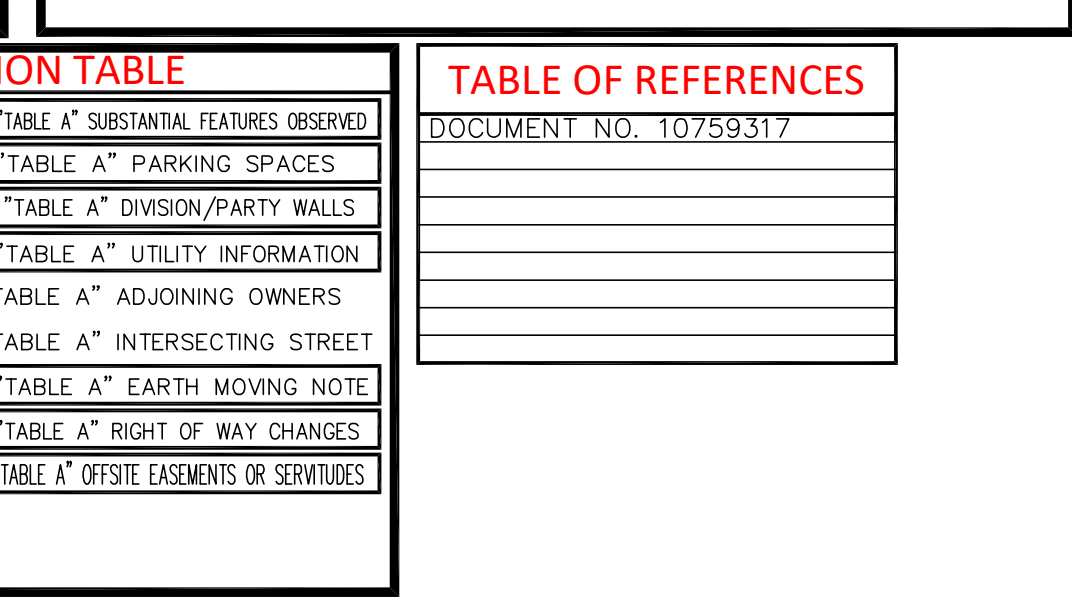 ION TABLE
"TABLE A" SUBSTANTIAL FEATURES OBSERVED
"TABLE A" PARKING SPACES
"TABLE A" DIVISION/PARTY WALLS
"TABLE A" UTILITY INFORMATION
TABLE A" ADJOINING OWNERS
TABLE A" INTERSECTING STREET
"TABLE A" EARTH MOVING NOTE
"TABLE A" RIGHT OF WAY CHANGES
TABLE A" OFFSITE EASEMENTS OR SERVITUDES
TABLE OF REFERENCES
DOCUMENT NO. 10759317